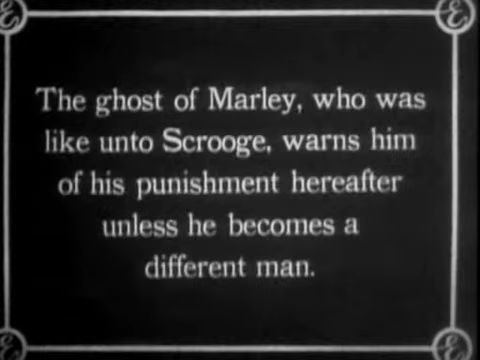 The ghost of Marley, who was
like unto Scrooge, warns him
of his punishment hereafter
unless he becomes a
different man.